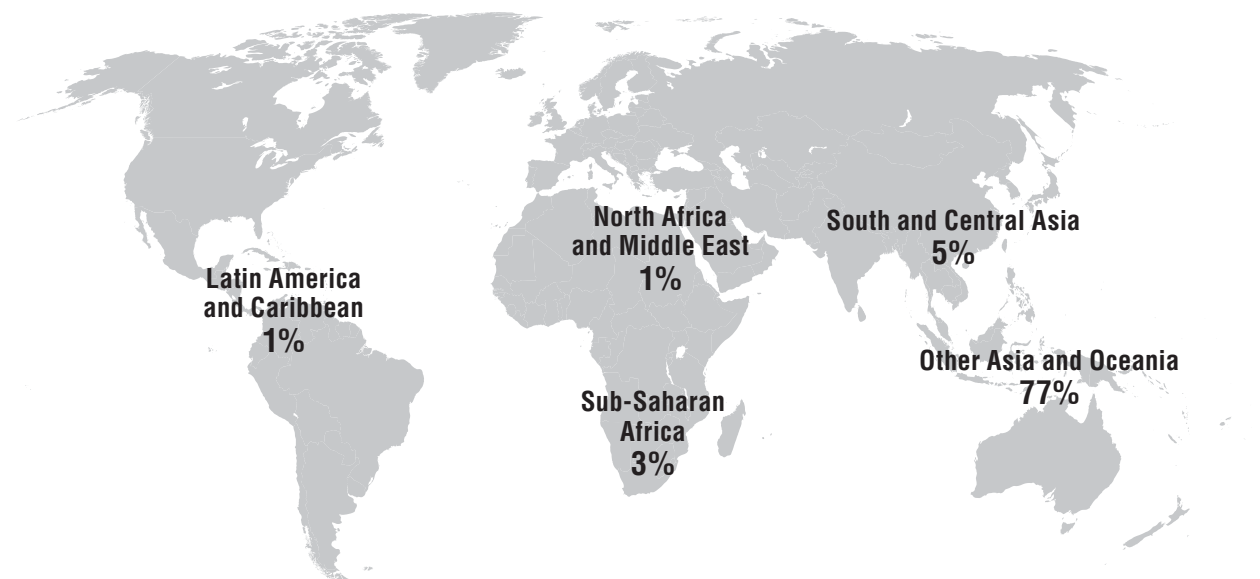 North Africa
and Middle East
1%
South and Central Asia
5%
Latin America
and Caribbean
1%
Other Asia and Oceania
77%
Sub-Saharan
Africa
3%